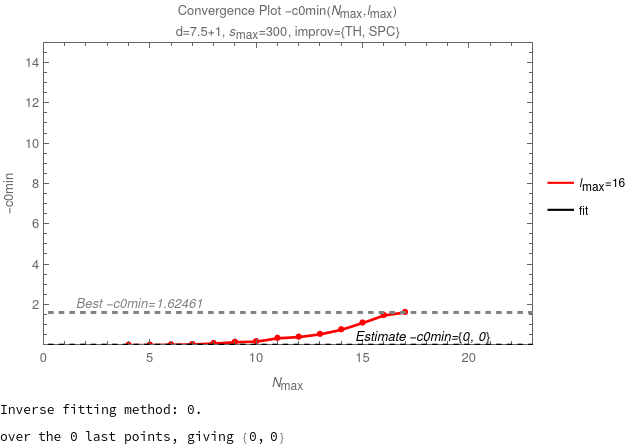 Convergence Plot −c0min(Nmax,lmax)
d=7.5+1, smax=300, improv={TH, SPC}
14
12
10
8
6
4
2
−c0min
Best −c0min=1.62461
Estimate −c0min={0, 0}
0
5
10
15
20
Nmax
lmax=16
fit
Inverse fitting method: 0.
over the 0 last points, giving {0, 0}